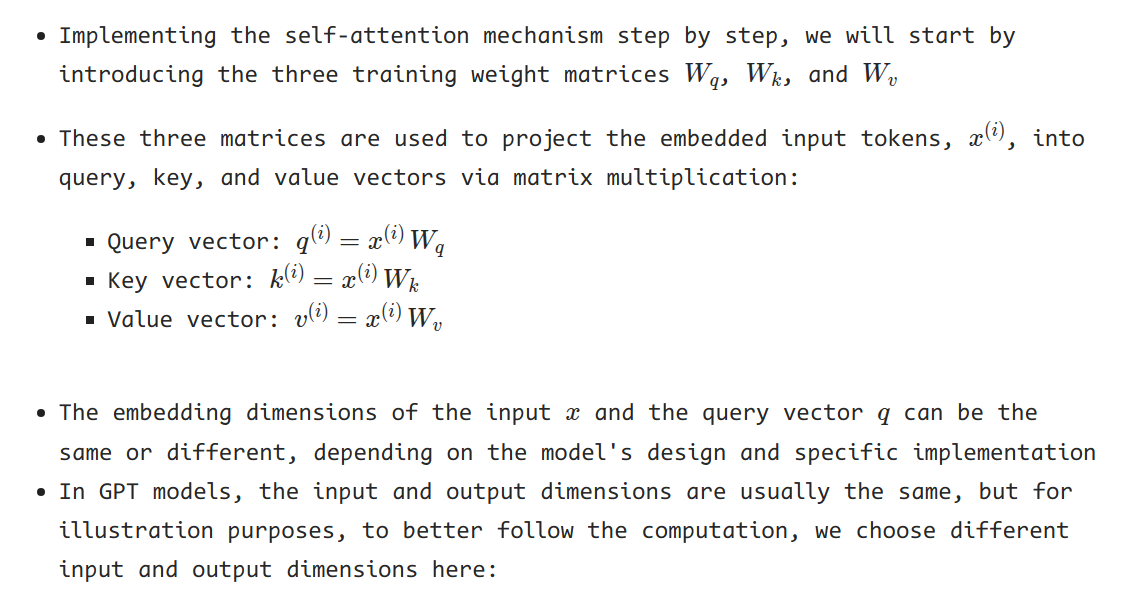 • Implementing the self-attention mechanism step by step, we will start by
introducing the three training weight matrices $W_q$, $W_k$, and $W_v$
• These three matrices are used to project the embedded input tokens, $x^{(i)}$, into
query, key, and value vectors via matrix multiplication:
▪ Query vector: $q^{(i)} = x^{(i)} W_q$
▪ Key vector: $k^{(i)} = x^{(i)} W_k$
▪ Value vector: $v^{(i)} = x^{(i)} W_v$
• The embedding dimensions of the input $x$ and the query vector $q$ can be the
same or different, depending on the model's design and specific implementation
• In GPT models, the input and output dimensions are usually the same, but for
illustration purposes, to better follow the computation, we choose different
input and output dimensions here: